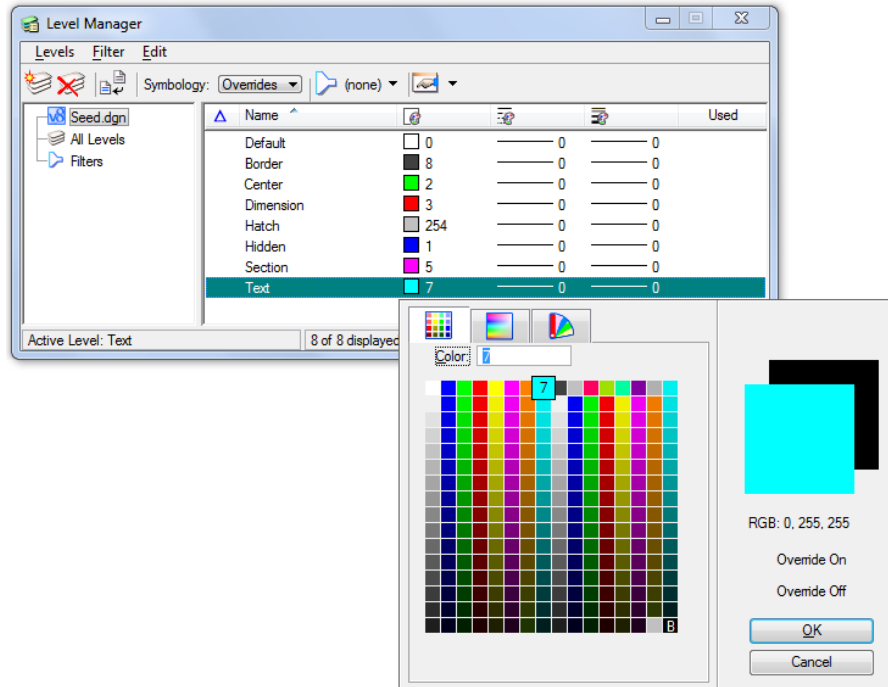 Level Manager
Levels Filter Edit
Symbology: Overrides (none)
Seed.dgn
All Levels
Filters
Name Used
Default 0 0 0
Border 8 0 0
Center 2 0 0
Dimension 3 0 0
Hatch 254 0 0
Hidden 1 0 0
Section 5 0 0
Text 7 0 0
Active Level: Text 8 of 8 displayed
Color: 7
7
B
RGB: 0, 255, 255
Override On
Override Off
OK
Cancel